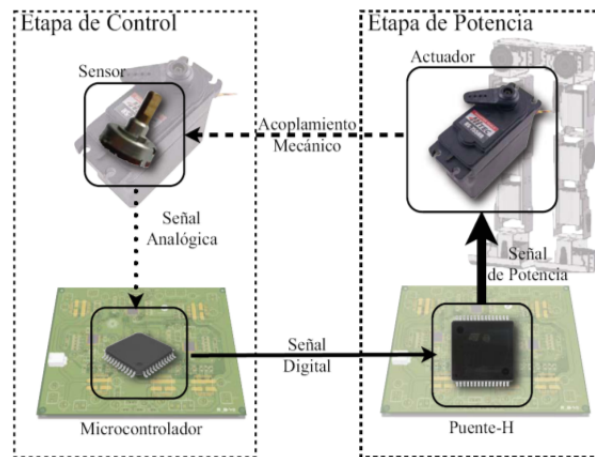 Etapa de Control
Etapa de Potencia
Sensor
Actuador
Acoplamiento
Mecánico
Señal
Analógica
Señal
de Potencia
Señal
Digital
Microcontrolador
Puente-H